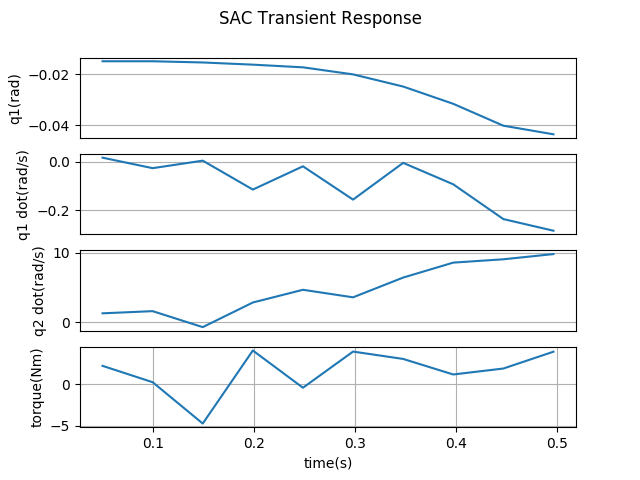 SAC Transient Response
q1(rad)
−0.02
−0.04
q1 dot(rad/s)
0.0
−0.2
q2 dot(rad/s)
10
0
torque(Nm)
0
−5
0.1 0.2 0.3 0.4 0.5
time(s)